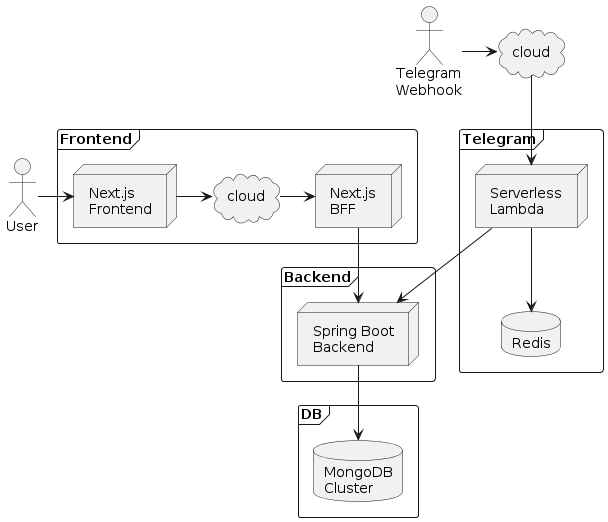 Telegram
Webhook
cloud
Frontend
Telegram
User
Next.js
Frontend
cloud
Next.js
BFF
Serverless
Lambda
Backend
Spring Boot
Backend
Redis
DB
MongoDB
Cluster